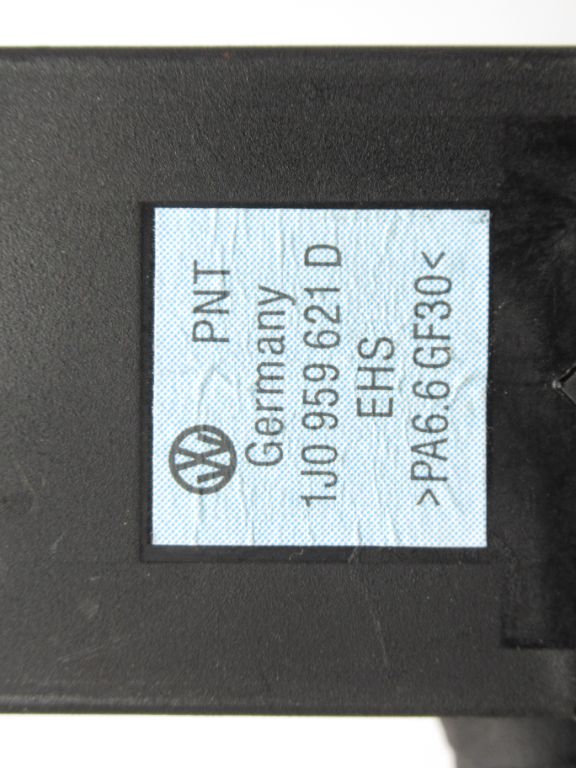 PNT
Germany
1J0 959 621 D
EHS
>PA6.6 GF30<